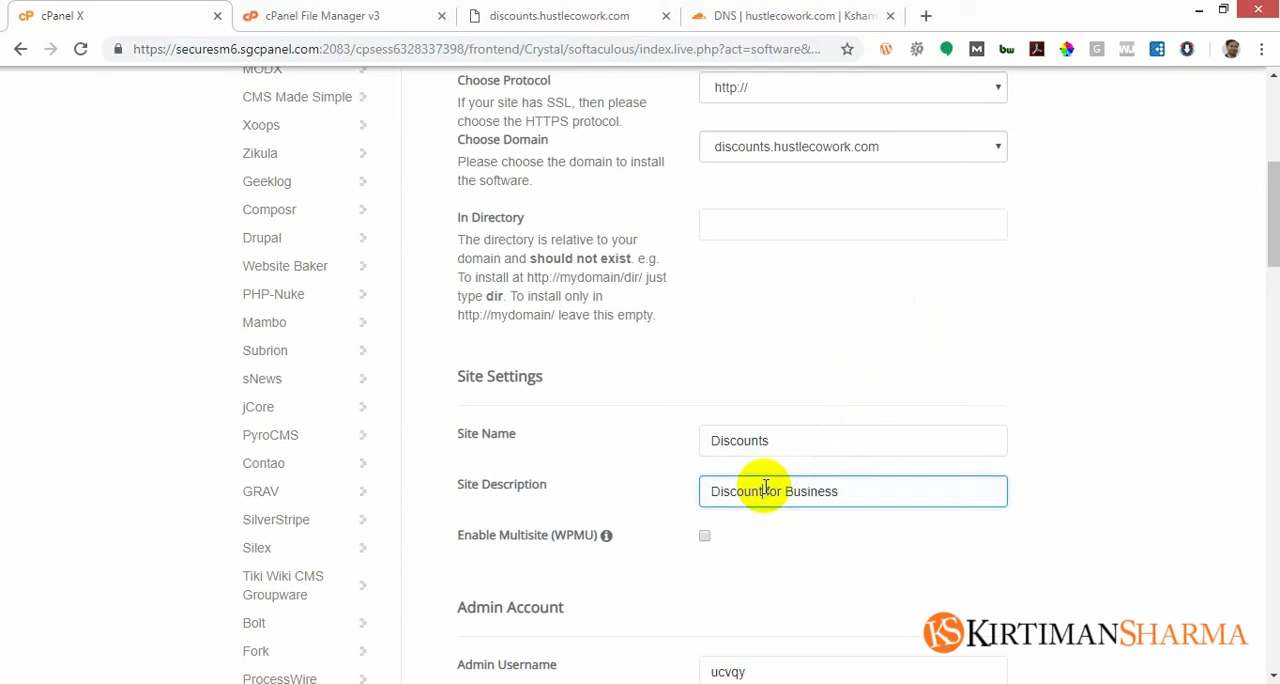 cPanel X
cPanel File Manager v3
discounts.hustlecowork.com
DNS | hustlecowork.com | Ksharm
https://securesm6.sgcpanel.com:2083/cpsess6328337398/frontend/Crystal/softaculous/index.live.php?act=software&...
MODX
CMS Made Simple
Xoops
Zikula
Geeklog
Composr
Drupal
Website Baker
PHP-Nuke
Mambo
Subrion
sNews
jCore
PyroCMS
Contao
GRAV
SilverStripe
Silex
Tiki Wiki CMS
Groupware
Bolt
Fork
ProcessWire
Choose Protocol
If your site has SSL, then please
choose the HTTPS protocol.
http://
Choose Domain
Please choose the domain to install
the software.
discounts.hustlecowork.com
In Directory
The directory is relative to your
domain and should not exist. e.g.
To install at http://mydomain/dir/ just
type dir. To install only in
http://mydomain/ leave this empty.
Site Settings
Site Name
Discounts
Site Description
Discount for Business
Enable Multisite (WPMU)
Admin Account
Admin Username
ucvqy
KS KIRTIMANSHARMA